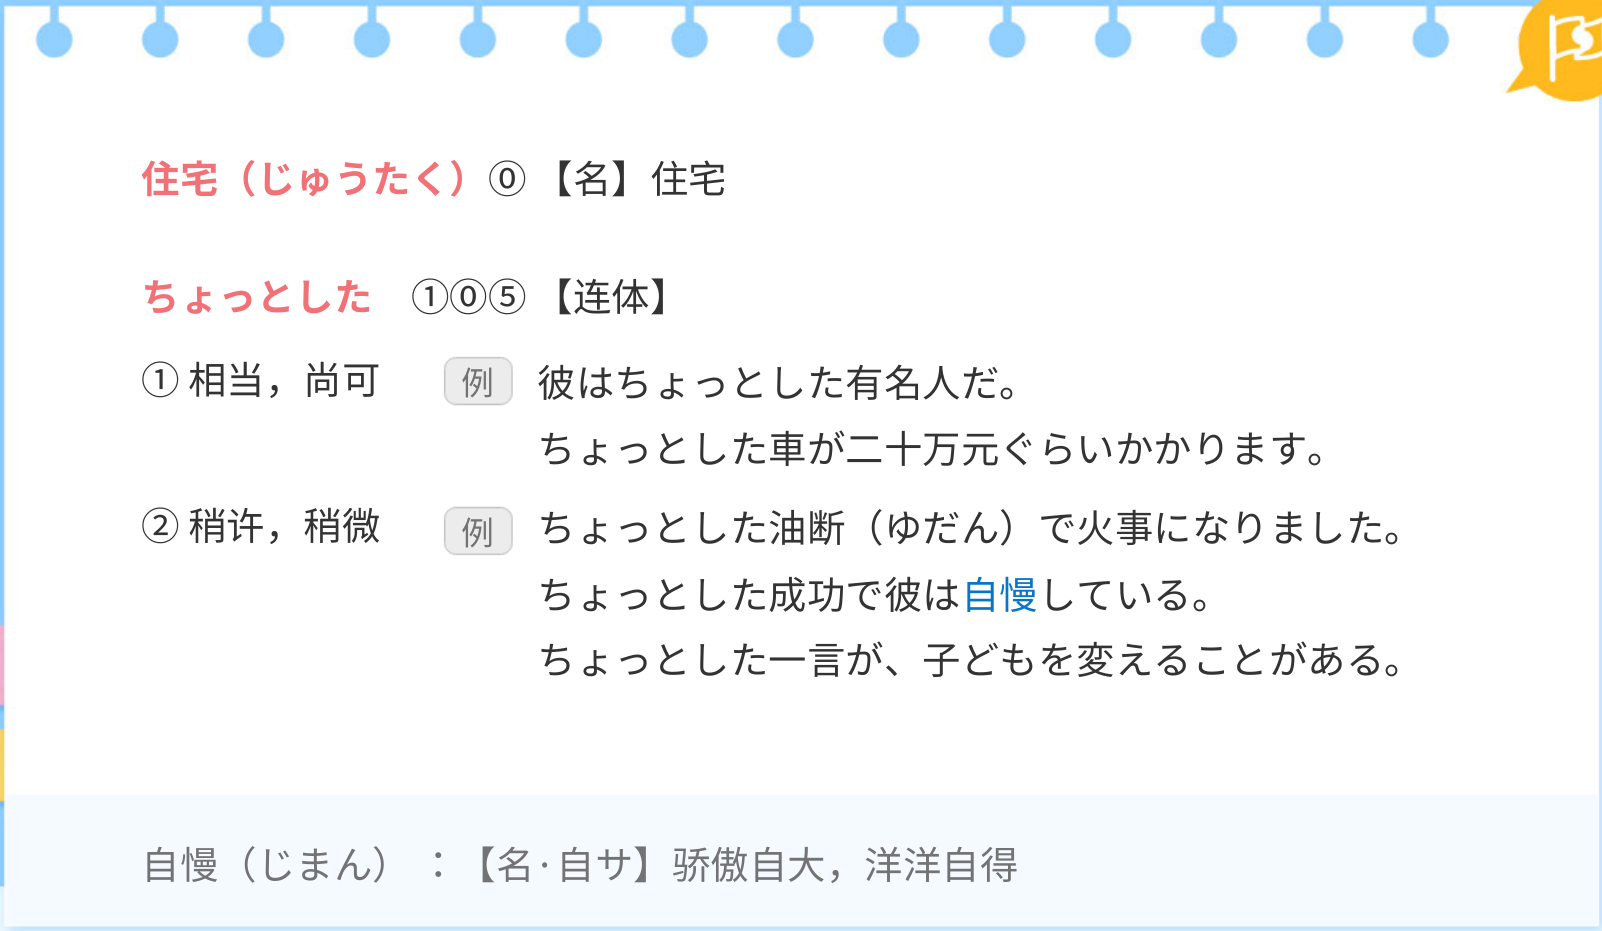 住宅（じゅうたく）⓪ 【名】住宅
ちょっとした ①⓪⑤ 【连体】
① 相当，尚可 例 彼はちょっとした有名人だ。
ちょっとした車が二十万元ぐらいかかります。
② 稍许，稍微 例 ちょっとした油断（ゆだん）で火事になりました。
ちょっとした成功で彼は自慢している。
ちょっとした一言が、子どもを変えることがある。
自慢（じまん）：【名·自サ】骄傲自大，洋洋自得